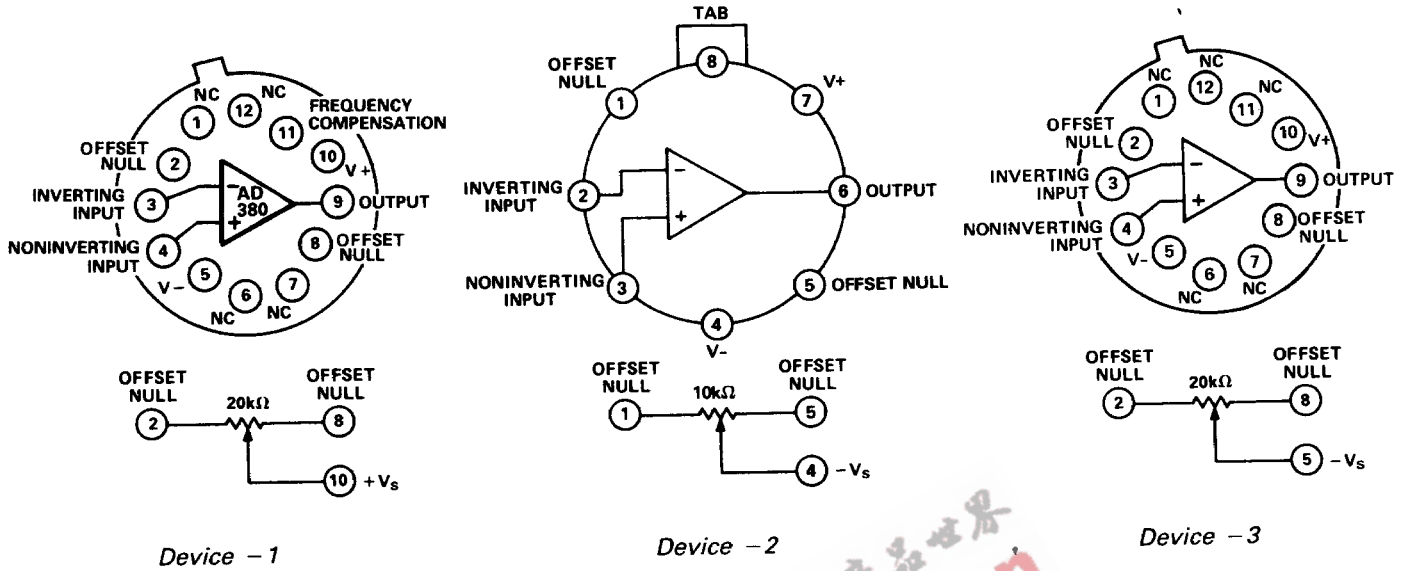 NC
NC
FREQUENCY
COMPENSATION
1
12
11
10
V+
OFFSET
NULL
2
INVERTING
INPUT
3
AD
380
−
+
9
OUTPUT
NONINVERTING
INPUT
4
8
OFFSET
NULL
V−
5
6
7
NC
NC
OFFSET
NULL
OFFSET
NULL
20kΩ
2
8
10
+VS
Device −1
TAB
8
OFFSET
NULL
1
7
V+
INVERTING
INPUT
2
−
+
6
OUTPUT
NONINVERTING
INPUT
3
5
OFFSET NULL
4
V−
OFFSET
NULL
OFFSET
NULL
10kΩ
1
5
4
−VS
Device −2
NC
NC
NC
1
12
11
10
V+
OFFSET
NULL
2
INVERTING
INPUT
3
−
+
9
OUTPUT
NONINVERTING
INPUT
4
8
OFFSET
NULL
V−
5
6
7
NC
NC
OFFSET
NULL
OFFSET
NULL
20kΩ
2
8
5
−VS
Device −3